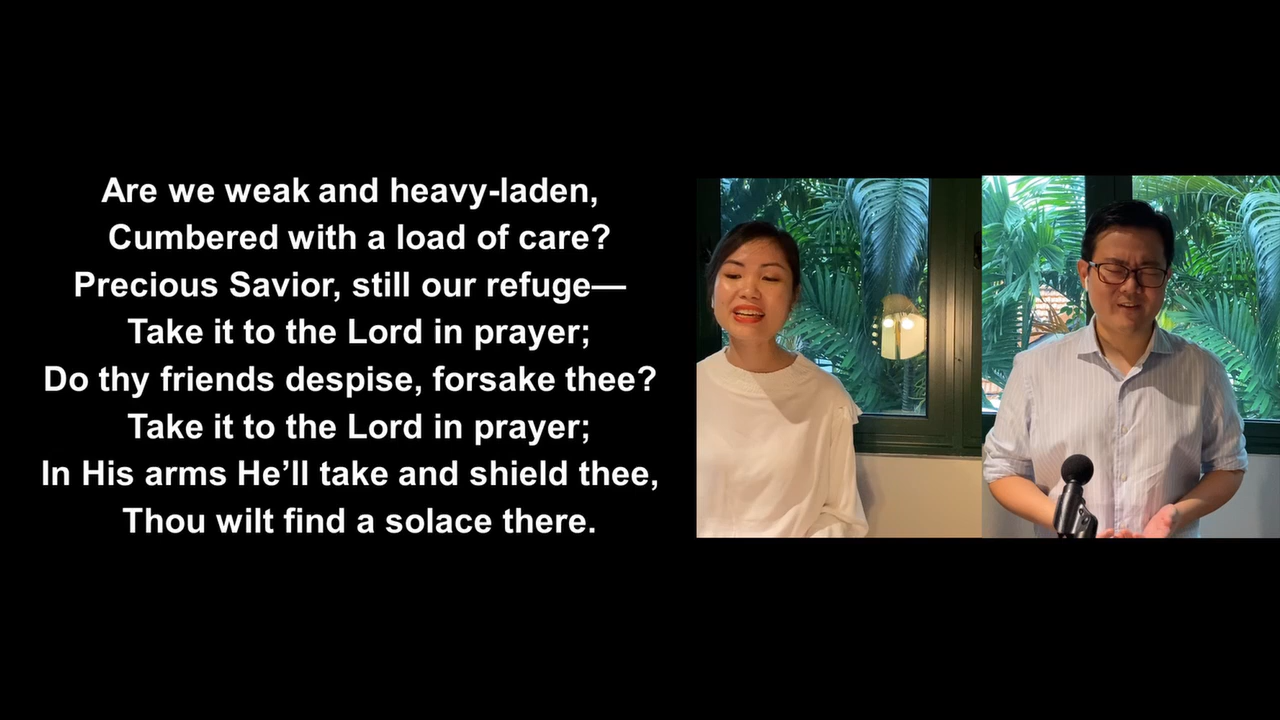 Are we weak and heavy-laden,
Cumbered with a load of care?
Precious Savior, still our refuge—
Take it to the Lord in prayer;
Do thy friends despise, forsake thee?
Take it to the Lord in prayer;
In His arms He’ll take and shield thee,
Thou wilt find a solace there.